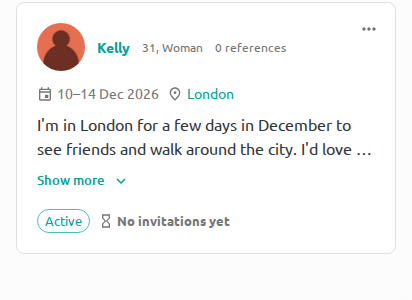 Kelly 31, Woman 0 references
10–14 Dec 2026 London
I'm in London for a few days in December to
see friends and walk around the city. I'd love …
Show more
Active No invitations yet